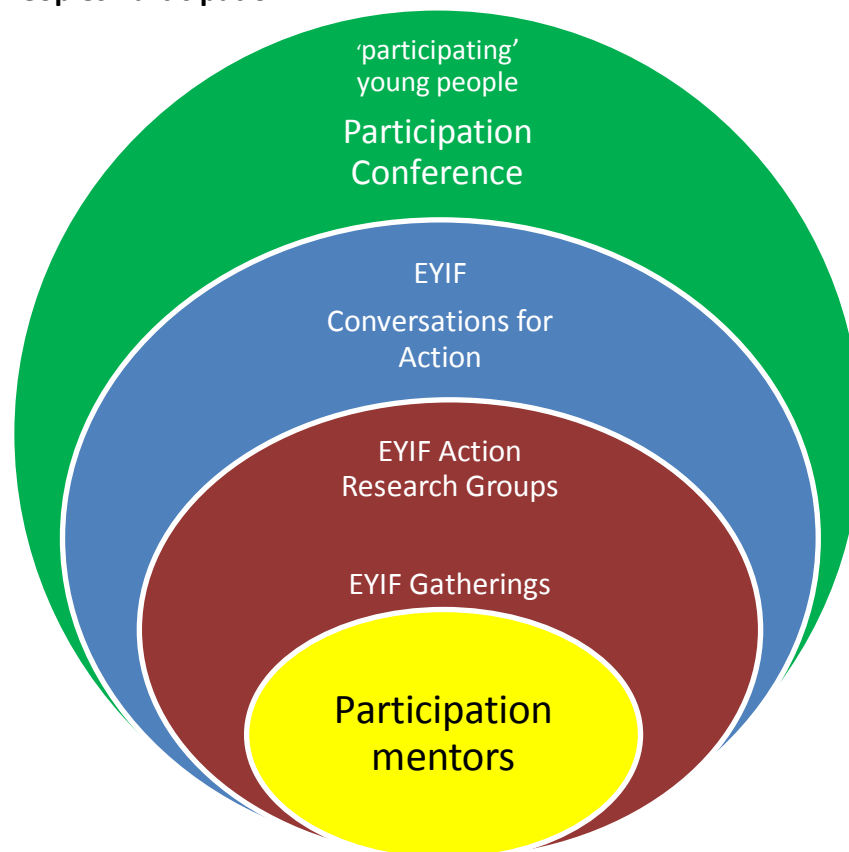 'participating'
young people
Participation
Conference
EYIF
Conversations for
Action
EYIF Action
Research Groups
EYIF Gatherings
Participation
mentors